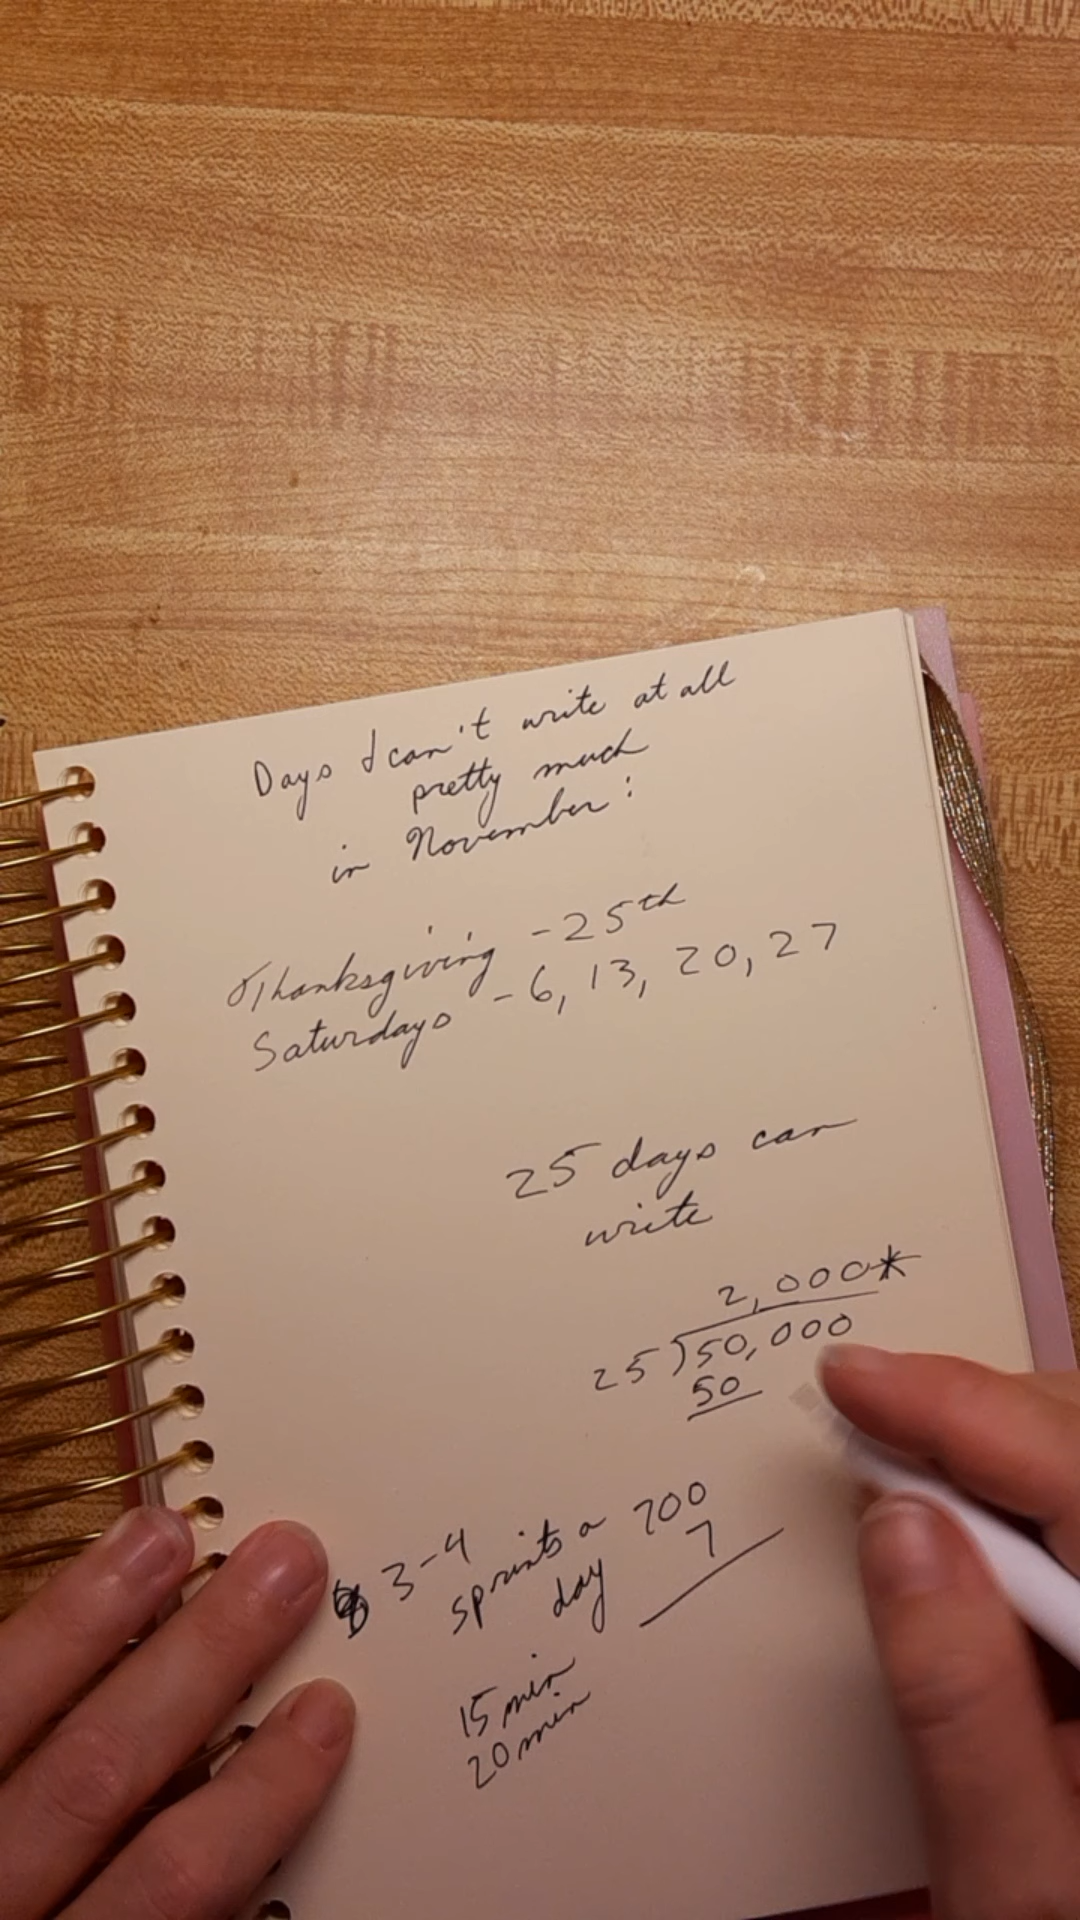 Days I can't write at all
pretty much
in November:
Thanksgiving - 25th
Saturdays - 6, 13, 20, 27
25 days can
write
2,000*
25)50,000
50
3-4
sprints a
day
700
7
15 min
20 min